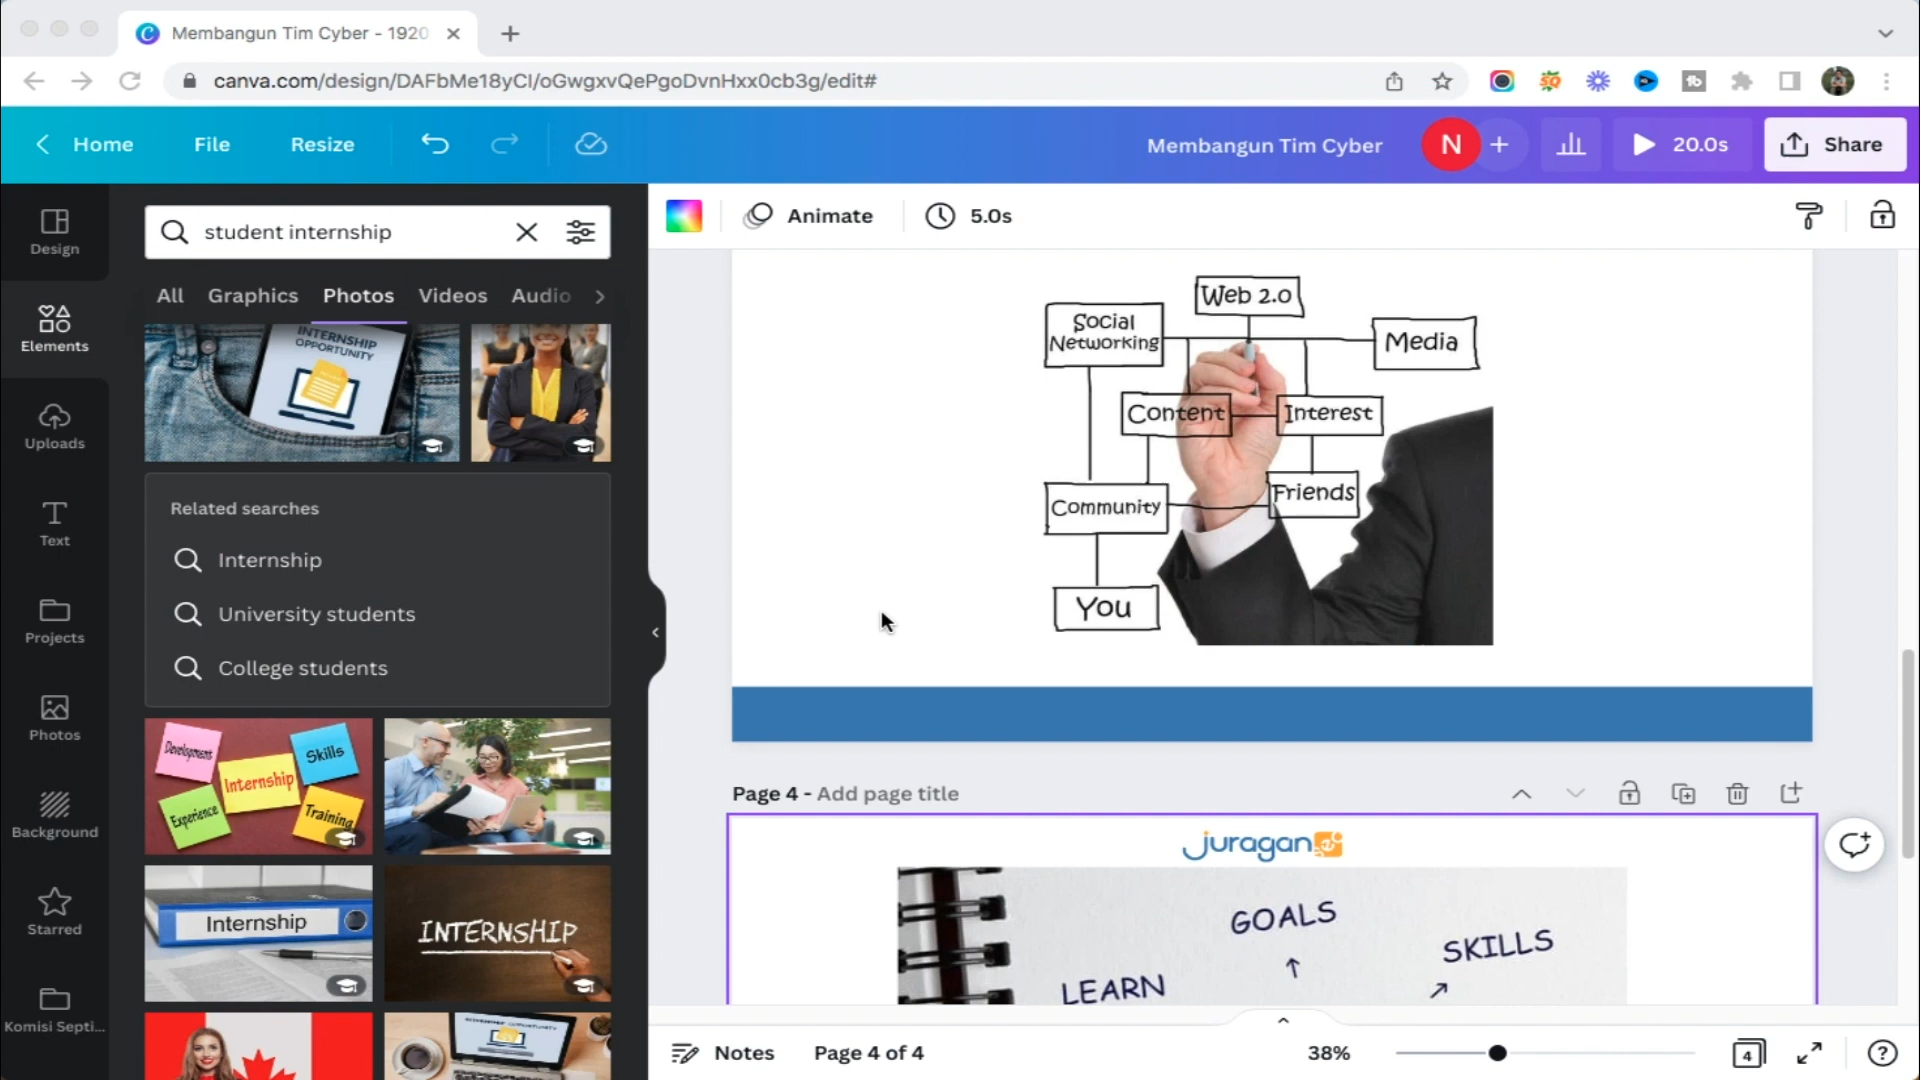 Membangun Tim Cyber - 1920
canva.com/design/DAFbMe18yCI/oGwgxvQePgoDvnHxx0cb3g/edit#
Home
File
Resize
Membangun Tim Cyber
N
20.0s
Share
Design
Elements
Uploads
Text
Projects
Photos
Background
Starred
Komisi Septi...
student internship
All
Graphics
Photos
Videos
Audio
INTERNSHIP
OPPORTUNITY
Related searches
Internship
University students
College students
Development
Skills
Internship
Experience
Training
Internship
INTERNSHIP
Animate
5.0s
Web 2.0
Social
Networking
Media
Content
Interest
Community
Friends
You
Page 4 - Add page title
juragan
GOALS
SKILLS
LEARN
Notes
Page 4 of 4
38%
4